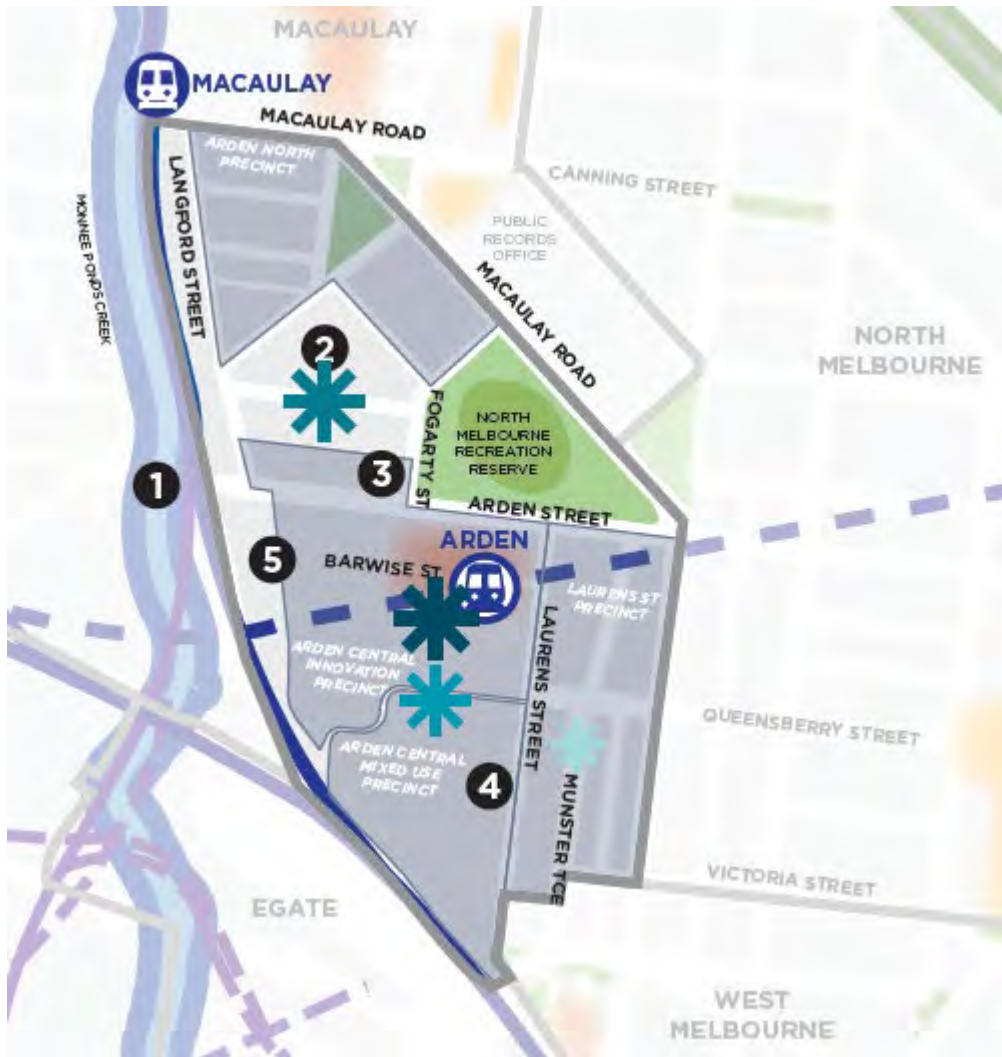 MACAULAY
MACAULAY
MACAULAY ROAD
ARDEN NORTH
PRECINCT
CANNING STREET
LANGFORD STREET
MONNEE PONDS CREEK
PUBLIC
RECORDS
OFFICE
MACAULAY ROAD
NORTH
MELBOURNE
2
FOGARTY ST
NORTH
MELBOURNE
RECREATION
RESERVE
1
3
ARDEN STREET
ARDEN
5
BARWISE ST
LAURENS ST
PRECINCT
LAURENS STREET
ARDEN CENTRAL
INNOVATION
PRECINCT
QUEENSBERRY STREET
ARDEN CENTRAL
MIXED USE
PRECINCT
4
MUNSTER TCE
VICTORIA STREET
EGATE
WEST
MELBOURNE